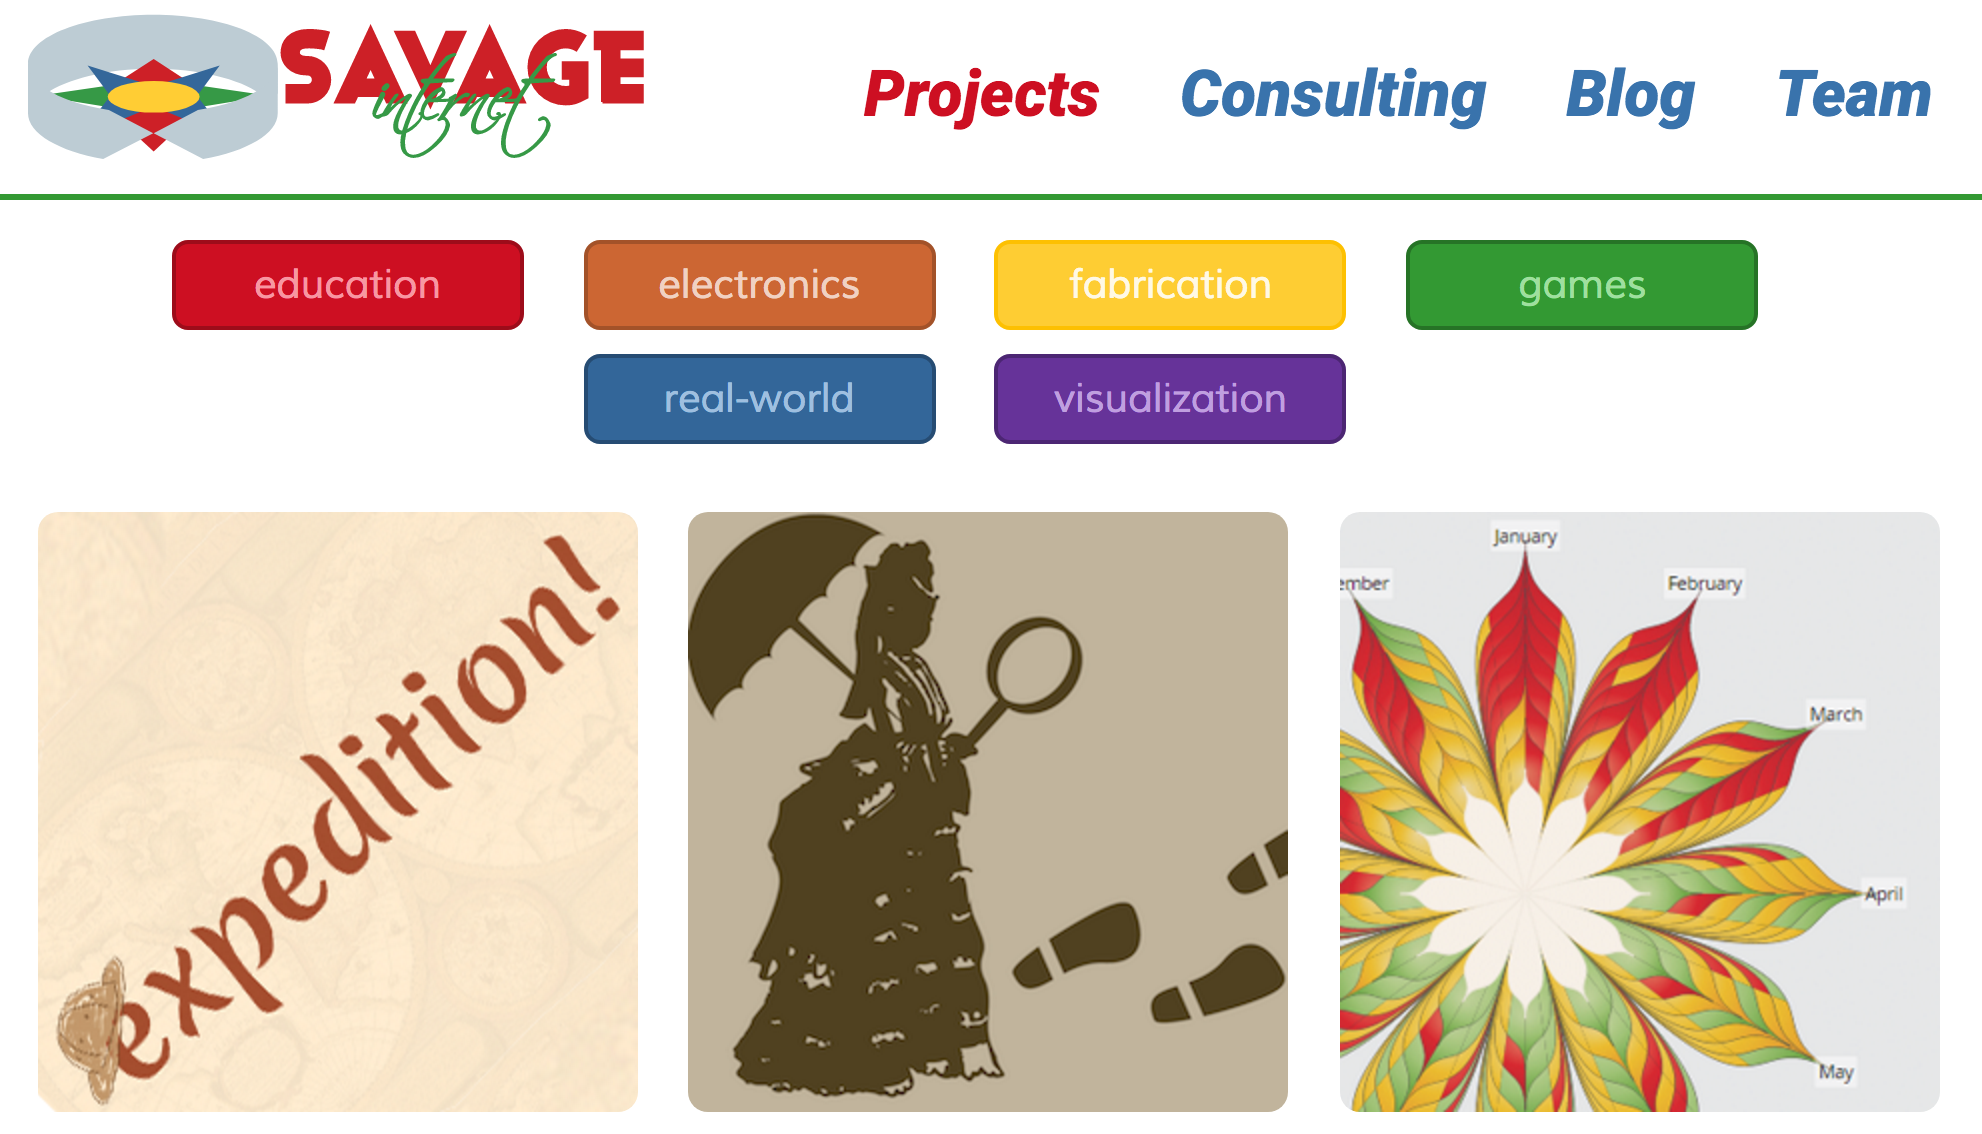 SAVAGE
internet
Projects Consulting Blog Team
education electronics fabrication games
real-world visualization
expedition!
January
ember February
March
April
May